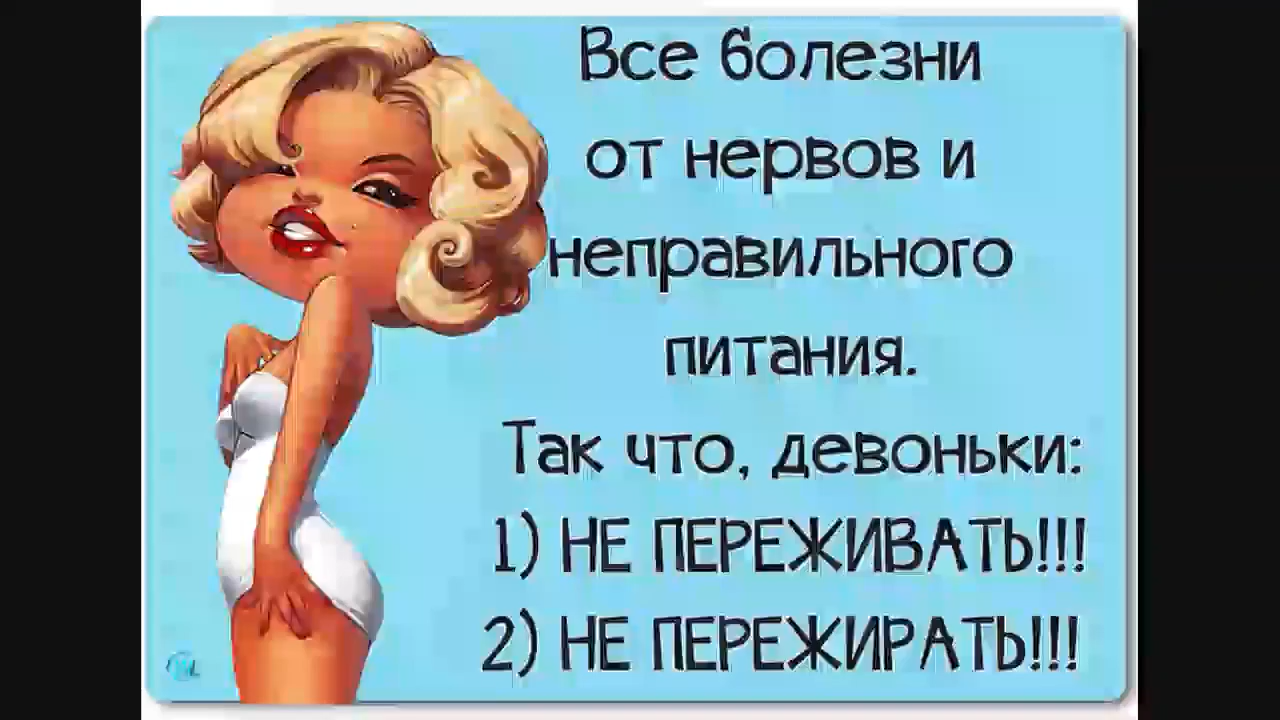 Все болезни
от нервов и
неправильного
питания.
Так что, девоньки:
1) НЕ ПЕРЕЖИВАТЬ!!!
2) НЕ ПЕРЕЖИРАТЬ!!!